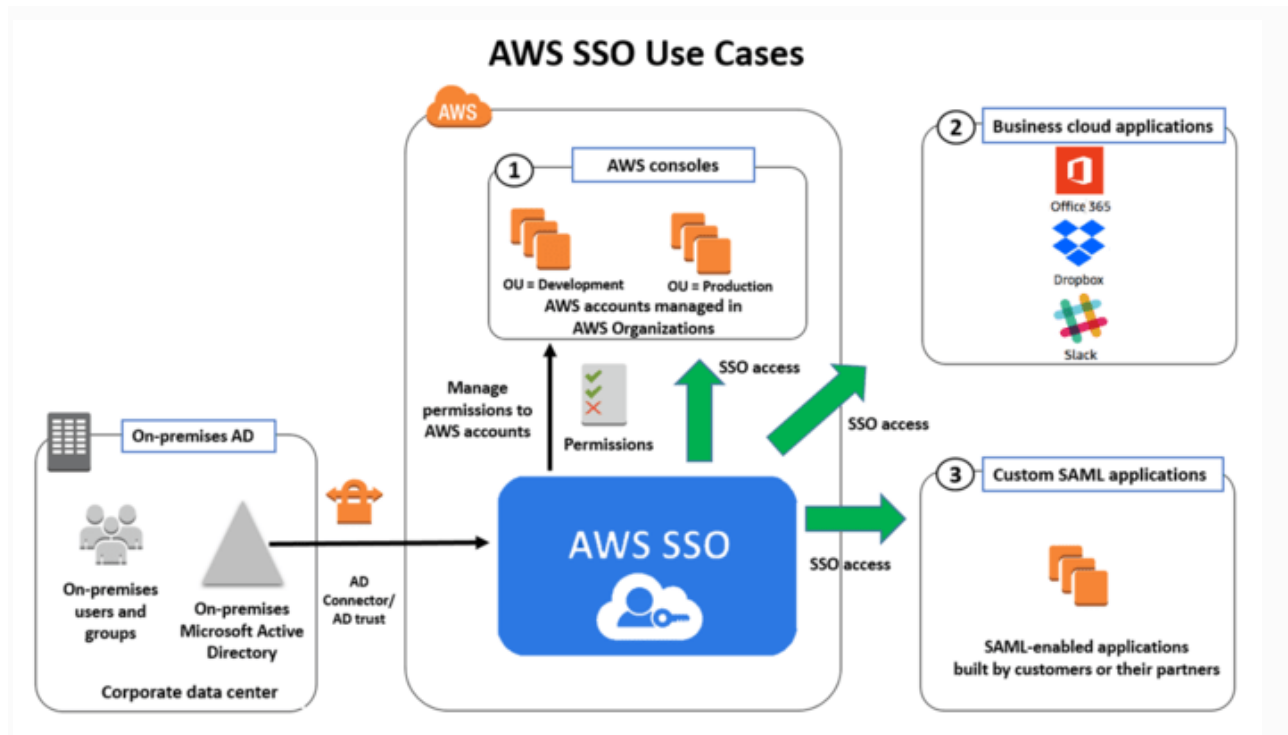 AWS SSO Use Cases
AWS
1
AWS consoles
OU = Development
OU = Production
AWS accounts managed in
AWS Organizations
2
Business cloud applications
Office 365
Dropbox
Slack
Manage
permissions to
AWS accounts
Permissions
SSO access
SSO access
On-premises AD
On-premises
users and
groups
On-premises
Microsoft Active
Directory
Corporate data center
AD
Connector/
AD trust
AWS SSO
SSO access
3
Custom SAML applications
SAML-enabled applications
built by customers or their partners